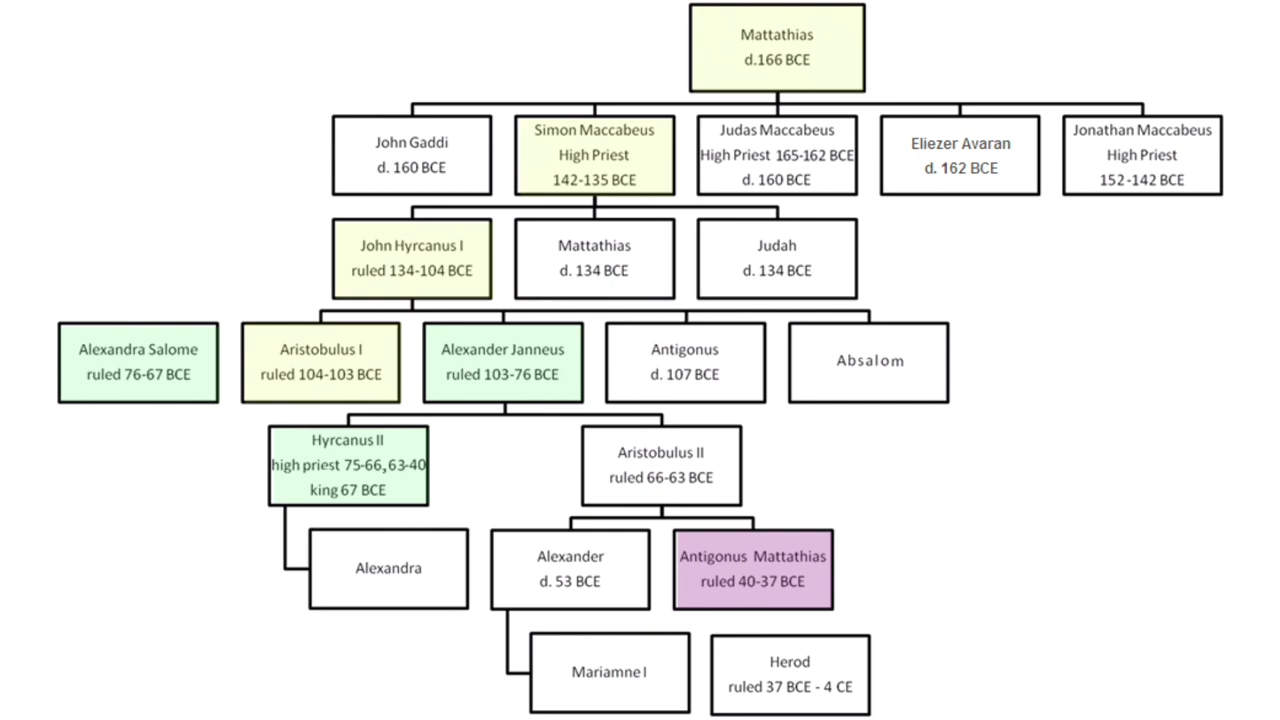 Mattathias
d.166 BCE
John Gaddi
d. 160 BCE
Simon Maccabeus
High Priest
142-135 BCE
Judas Maccabeus
High Priest 165-162 BCE
d. 160 BCE
Eliezer Avaran
d. 162 BCE
Jonathan Maccabeus
High Priest
152-142 BCE
John Hyrcanus I
ruled 134-104 BCE
Mattathias
d. 134 BCE
Judah
d. 134 BCE
Alexandra Salome
ruled 76-67 BCE
Aristobulus I
ruled 104-103 BCE
Alexander Janneus
ruled 103-76 BCE
Antigonus
d. 107 BCE
Absalom
Hyrcanus II
high priest 75-66, 63-40
king 67 BCE
Aristobulus II
ruled 66-63 BCE
Alexandra
Alexander
d. 53 BCE
Antigonus Mattathias
ruled 40-37 BCE
Mariamne I
Herod
ruled 37 BCE - 4 CE